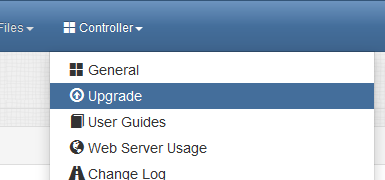 Files Controller
General
Upgrade
User Guides
Web Server Usage
Change Log